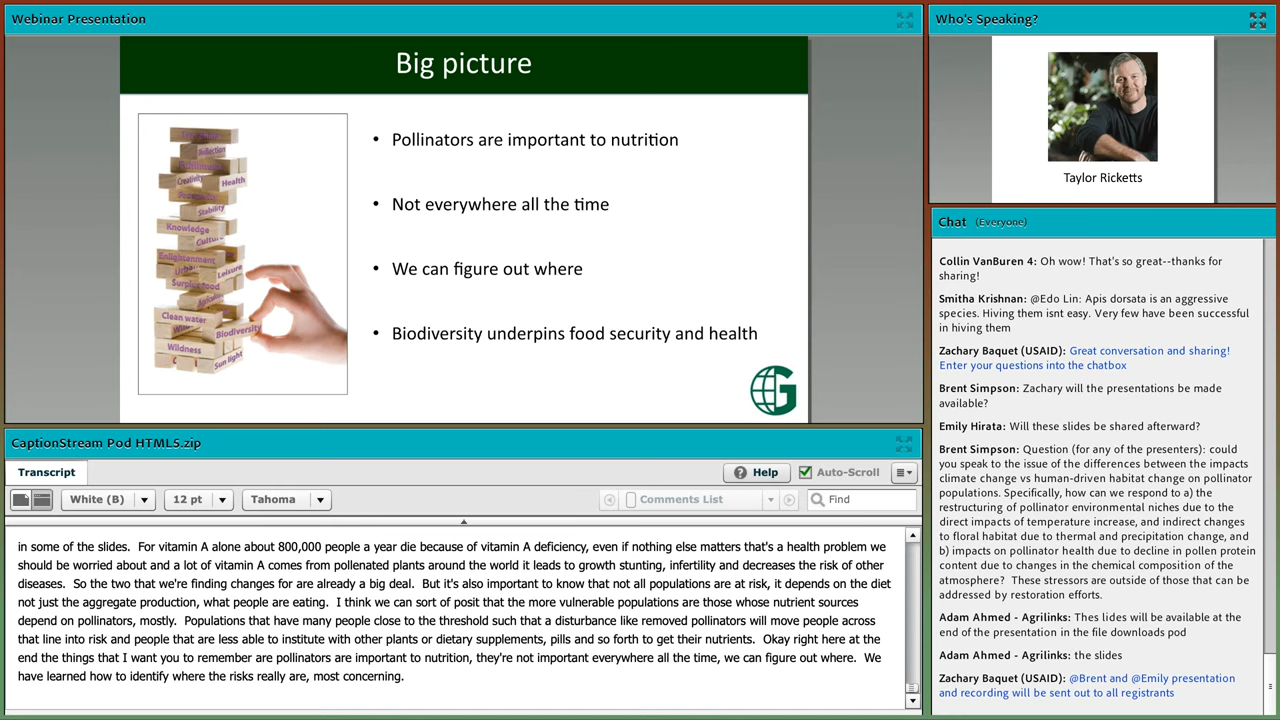 Webinar Presentation
Big picture
Creativity
Health
Stability
Knowledge
Enlightenment
Leisure
Clean water
Biodiversity
Wildness
Sun light
• Pollinators are important to nutrition
• Not everywhere all the time
• We can figure out where
• Biodiversity underpins food security and health
G
Who's Speaking?
Taylor Ricketts
CaptionStream Pod HTML5.zip
Transcript
Help
Auto-Scroll
White (B)
12 pt
Tahoma
Comments List
Find
in some of the slides.  For vitamin A alone about 800,000 people a year die because of vitamin A deficiency, even if nothing else matters that's a health problem we
should be worried about and a lot of vitamin A comes from pollenated plants around the world it leads to growth stunting, infertility and decreases the risk of other
diseases.  So the two that we're finding changes for are already a big deal.  But it's also important to know that not all populations are at risk, it depends on the diet
not just the aggregate production, what people are eating.  I think we can sort of posit that the more vulnerable populations are those whose nutrient sources
depend on pollinators, mostly.  Populations that have many people close to the threshold such that a disturbance like removed pollinators will move people across
that line into risk and people that are less able to institute with other plants or dietary supplements, pills and so forth to get their nutrients.  Okay right here at the
end the things that I want you to remember are pollinators are important to nutrition, they're not important everywhere all the time, we can figure out where.  We
have learned how to identify where the risks really are, most concerning.
Chat (Everyone)
Collin VanBuren 4: Oh wow! That's so great--thanks for
sharing!
Smitha Krishnan: @Edo Lin: Apis dorsata is an aggressive
species. Hiving them isnt easy. Very few have been successful
in hiving them
Zachary Baquet (USAID): Great conversation and sharing!
Enter your questions into the chatbox
Brent Simpson: Zachary will the presentations be made
available?
Emily Hirata: Will these slides be shared afterward?
Brent Simpson: Question (for any of the presenters): could
you speak to the issue of the differences between the impacts
climate change vs human-driven habitat change on pollinator
populations. Specifically, how can we respond to a) the
restructuring of pollinator environmental niches due to the
direct impacts of temperature increase, and indirect changes
to floral habitat due to thermal and precipitation change, and
b) impacts on pollinator health due to decline in pollen protein
content due to changes in the chemical composition of the
atmosphere?  These stressors are outside of those that can be
addressed by restoration efforts.
Adam Ahmed - Agrilinks: Thes lides will be available at the
end of the presentation in the file downloads pod
Adam Ahmed - Agrilinks: the slides
Zachary Baquet (USAID): @Brent and @Emily presentation
and recording will be sent out to all registrants